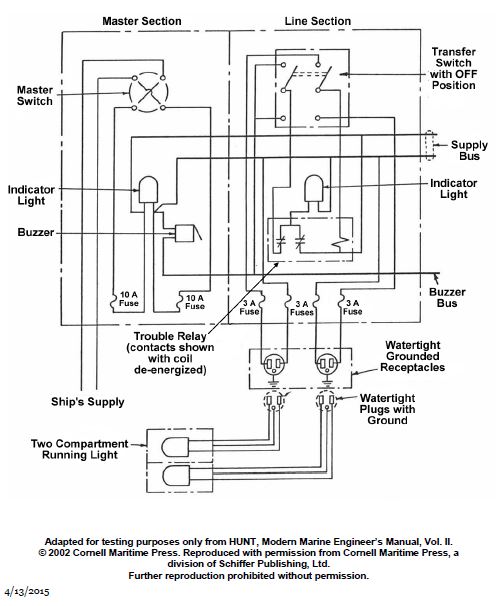 Master Section
Line Section
Transfer
Switch
with OFF
Position
Master
Switch
Supply
Bus
Indicator
Light
Indicator
Light
Buzzer
10 A
Fuse
10 A
Fuse
3 A
Fuse
3 A
Fuses
3 A
Fuse
Buzzer
Bus
Trouble Relay
(contacts shown
with coil
de-energized)
Watertight
Grounded
Receptacles
Ship's Supply
Watertight
Plugs with
Ground
Two Compartment
Running Light
Adapted for testing purposes only from HUNT, Modern Marine Engineer's Manual, Vol. II.
© 2002 Cornell Maritime Press. Reproduced with permission from Cornell Maritime Press, a
division of Schiffer Publishing, Ltd.
Further reproduction prohibited without permission.
4/13/2015